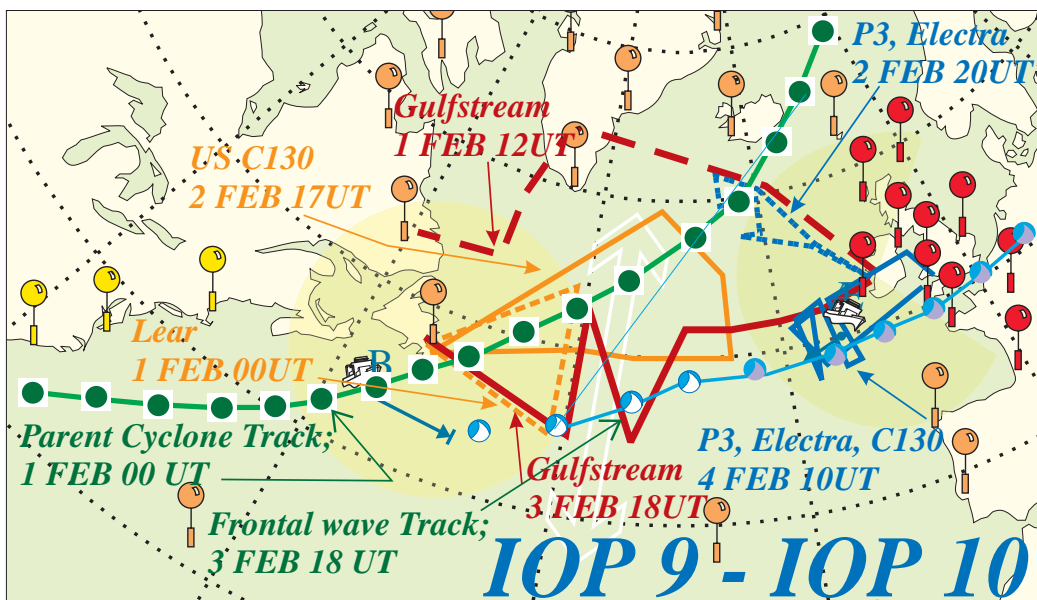 P3, Electra
2 FEB 20UT
Gulfstream
1 FEB 12UT
US C130
2 FEB 17UT
Lear
1 FEB 00UT
B
Parent Cyclone Track;
1 FEB 00 UT
P3, Electra, C130
4 FEB 10UT
Gulfstream
3 FEB 18UT
Frontal wave Track;
3 FEB 18 UT
IOP 9 - IOP 10